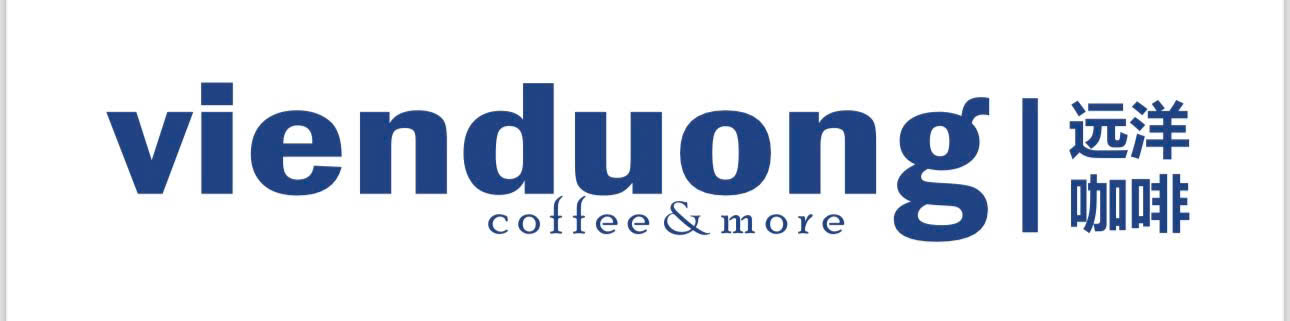 vienduong
coffee&more
远洋
咖啡